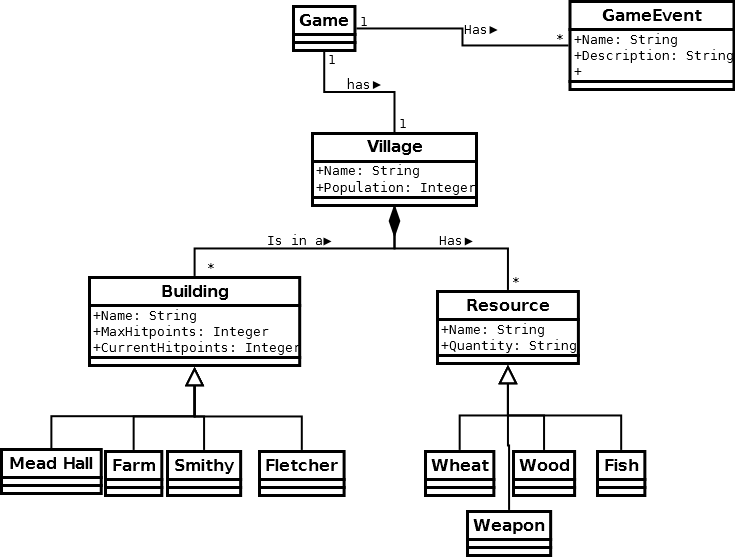 Game
1
Has►
*
GameEvent
+Name: String
+Description: String
+
1
has►
1
Village
+Name: String
+Population: Integer
Is in a►
Has►
*
*
Building
+Name: String
+MaxHitpoints: Integer
+CurrentHitpoints: Integer
Resource
+Name: String
+Quantity: String
Mead Hall
Farm
Smithy
Fletcher
Wheat
Wood
Fish
Weapon